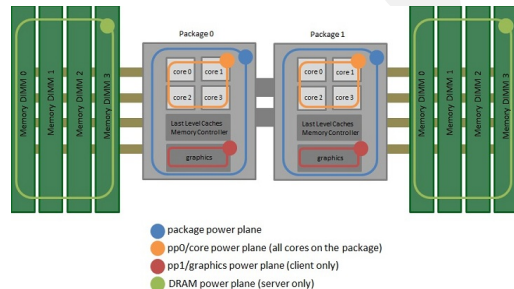 Package 0
Package 1
Memory DIMM 0
Memory DIMM 1
Memory DIMM 2
Memory DIMM 3
core 0
core 1
core 2
core 3
Last Level Caches
Memory Controller
graphics
core 0
core 1
core 2
core 3
Last Level Caches
Memory Controller
graphics
Memory DIMM 0
Memory DIMM 1
Memory DIMM 2
Memory DIMM 3
package power plane
pp0/core power plane (all cores on the package)
pp1/graphics power plane (client only)
DRAM power plane (server only)